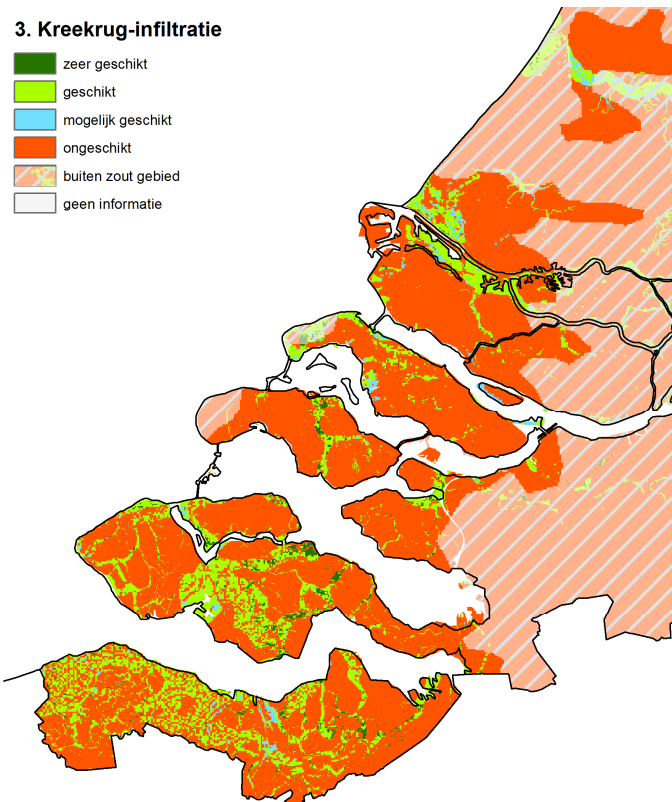 3. Kreekrug-infiltratie
zeer geschikt
geschikt
mogelijk geschikt
ongeschikt
buiten zout gebied
geen informatie